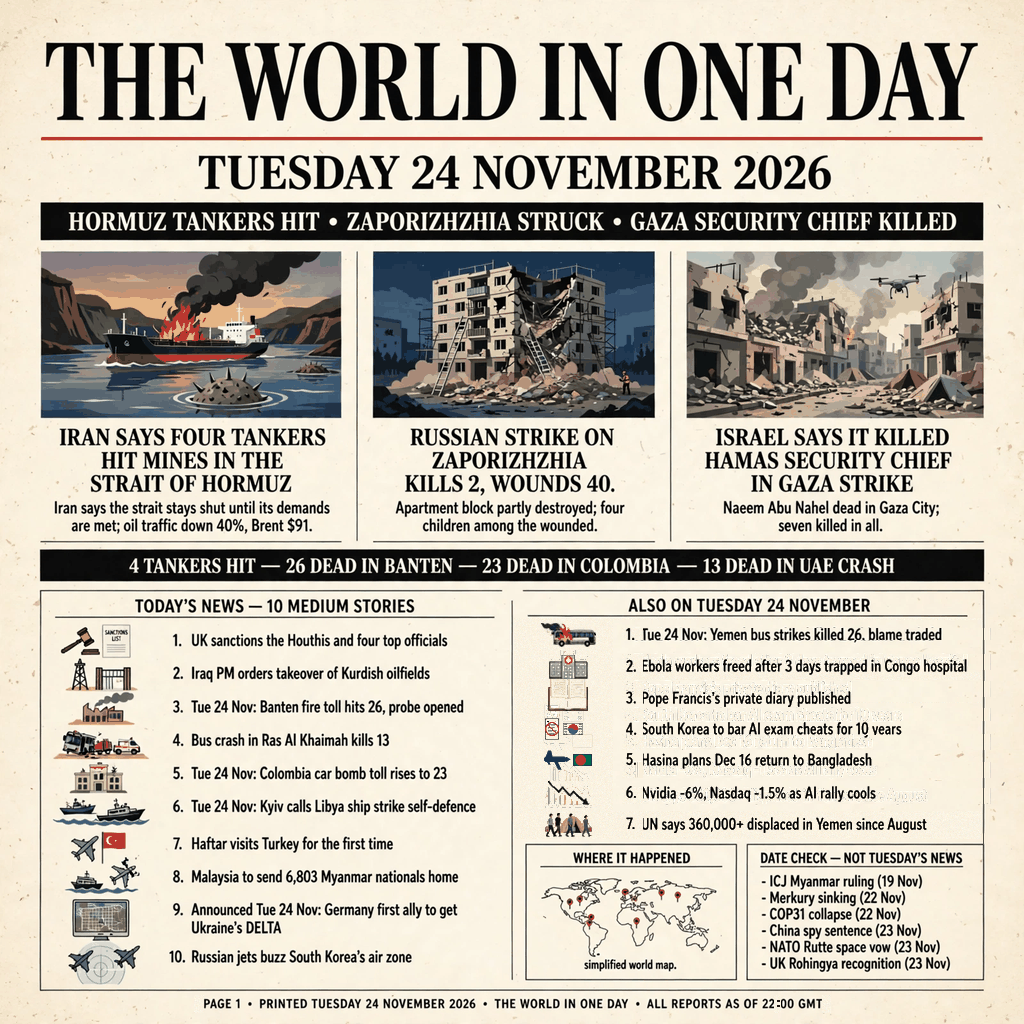 THE WORLD IN ONE DAY
TUESDAY 24 NOVEMBER 2026
HORMUZ TANKERS HIT • ZAPORIZHZHIA STRUCK • GAZA SECURITY CHIEF KILLED
IRAN SAYS FOUR TANKERS
HIT MINES IN THE
STRAIT OF HORMUZ
Iran says the strait stays shut until its demands
are met; oil traffic down 40%, Brent $91.
RUSSIAN STRIKE ON
ZAPORIZHZHIA
KILLS 2, WOUNDS 40.
Apartment block partly destroyed; four
children among the wounded.
ISRAEL SAYS IT KILLED
HAMAS SECURITY CHIEF
IN GAZA STRIKE
Naeem Abu Nahel dead in Gaza City;
seven killed in all.
4 TANKERS HIT — 26 DEAD IN BANTEN — 23 DEAD IN COLOMBIA — 13 DEAD IN UAE CRASH
TODAY'S NEWS — 10 MEDIUM STORIES
SANCTIONS
LIST
1. UK sanctions the Houthis and four top officials
2. Iraq PM orders takeover of Kurdish oilfields
3. Tue 24 Nov: Banten fire toll hits 26, probe opened
4. Bus crash in Ras Al Khaimah kills 13
5. Tue 24 Nov: Colombia car bomb toll rises to 23
6. Tue 24 Nov: Kyiv calls Libya ship strike self-defence
7. Haftar visits Turkey for the first time
8. Malaysia to send 6,803 Myanmar nationals home
9. Announced Tue 24 Nov: Germany first ally to get
Ukraine's DELTA
10. Russian jets buzz South Korea's air zone
ALSO ON TUESDAY 24 NOVEMBER
1. Tue 24 Nov: Yemen bus strikes killed 26, blame traded
2. Ebola workers freed after 3 days trapped in Congo hospital
3. Pope Francis's private diary published
4. South Korea to bar AI exam cheats for 10 years
5. Hasina plans Dec 16 return to Bangladesh
6. Nvidia -6%, Nasdaq -1.5% as AI rally cools
7. UN says 360,000+ displaced in Yemen since August
WHERE IT HAPPENED
simplified world map.
DATE CHECK — NOT TUESDAY'S NEWS
- ICJ Myanmar ruling (19 Nov)
- Merkury sinking (22 Nov)
- COP31 collapse (22 Nov)
- China spy sentence (23 Nov)
- NATO Rutte space vow (23 Nov)
- UK Rohingya recognition (23 Nov)
PAGE 1 • PRINTED TUESDAY 24 NOVEMBER 2026 • THE WORLD IN ONE DAY • ALL REPORTS AS OF 22:00 GMT